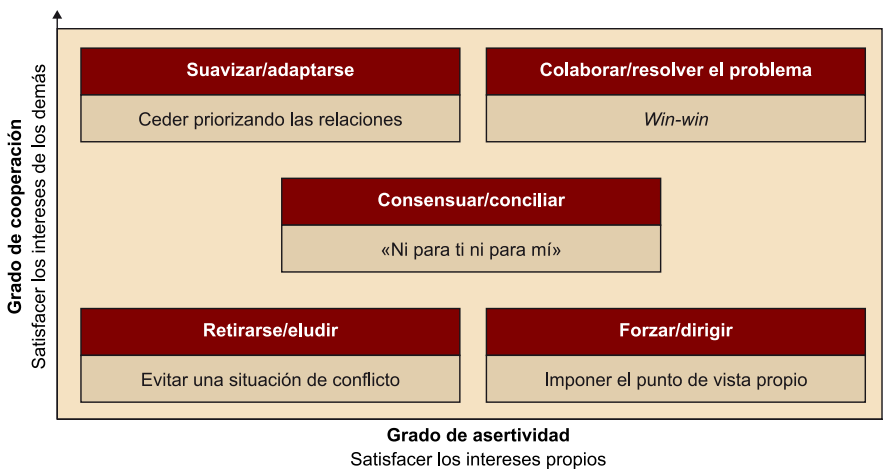 Grado de cooperación
Satisfacer los intereses de los demás
Suavizar/adaptarse
Ceder priorizando las relaciones
Colaborar/resolver el problema
Win-win
Consensuar/conciliar
«Ni para ti ni para mí»
Retirarse/eludir
Evitar una situación de conflicto
Forzar/dirigir
Imponer el punto de vista propio
Grado de asertividad
Satisfacer los intereses propios